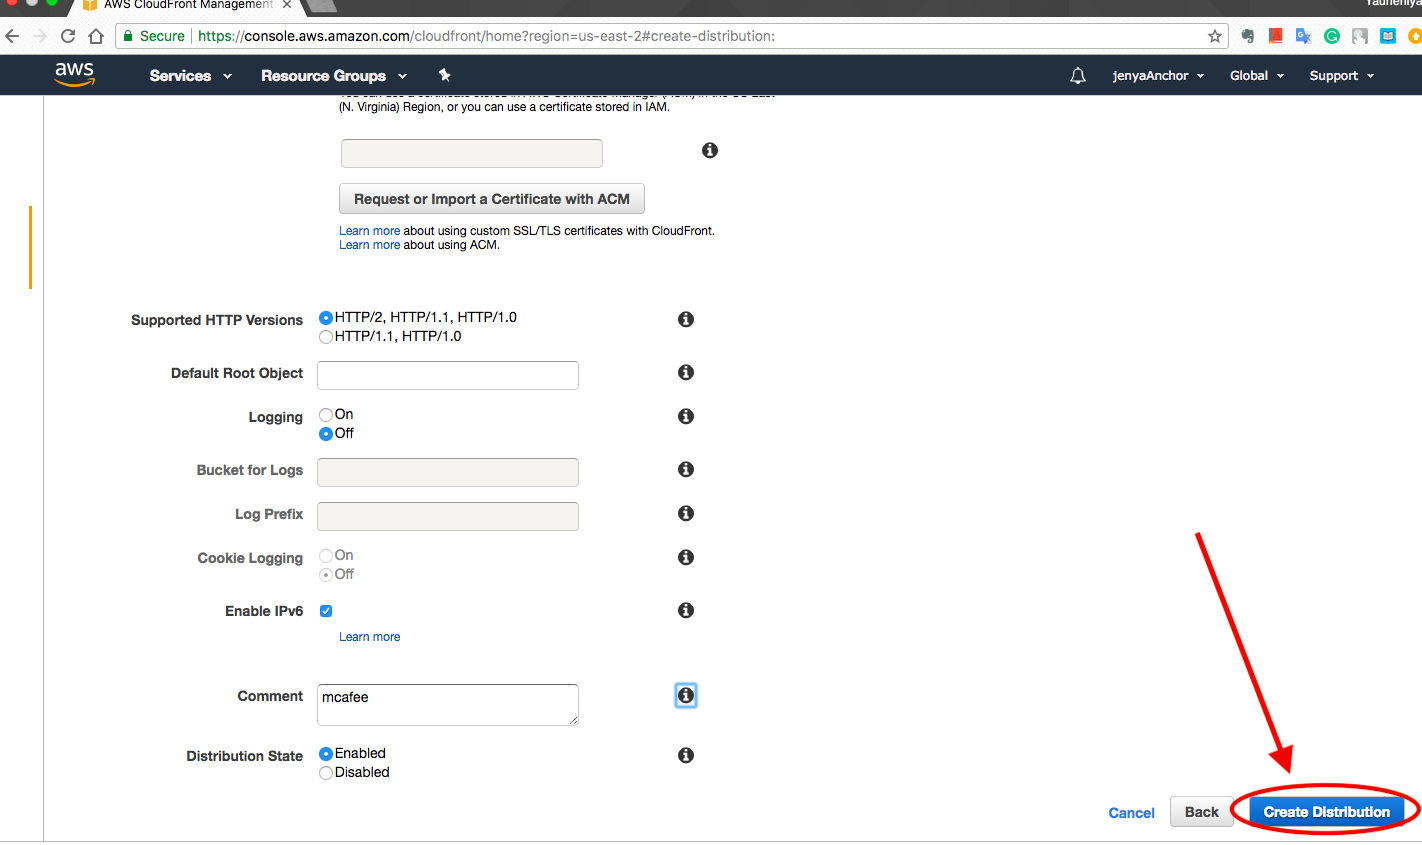 AWS CloudFront Management
Secure https://console.aws.amazon.com/cloudfront/home?region=us-east-2#create-distribution:
aws Services Resource Groups jenyaAnchor Global Support
(N. Virginia) Region, or you can use a certificate stored in IAM.
Request or Import a Certificate with ACM
Learn more about using custom SSL/TLS certificates with CloudFront.
Learn more about using ACM.
Supported HTTP Versions HTTP/2, HTTP/1.1, HTTP/1.0
HTTP/1.1, HTTP/1.0
Default Root Object
Logging On
Off
Bucket for Logs
Log Prefix
Cookie Logging On
Off
Enable IPv6
Learn more
Comment mcafee
Distribution State Enabled
Disabled
Cancel Back Create Distribution